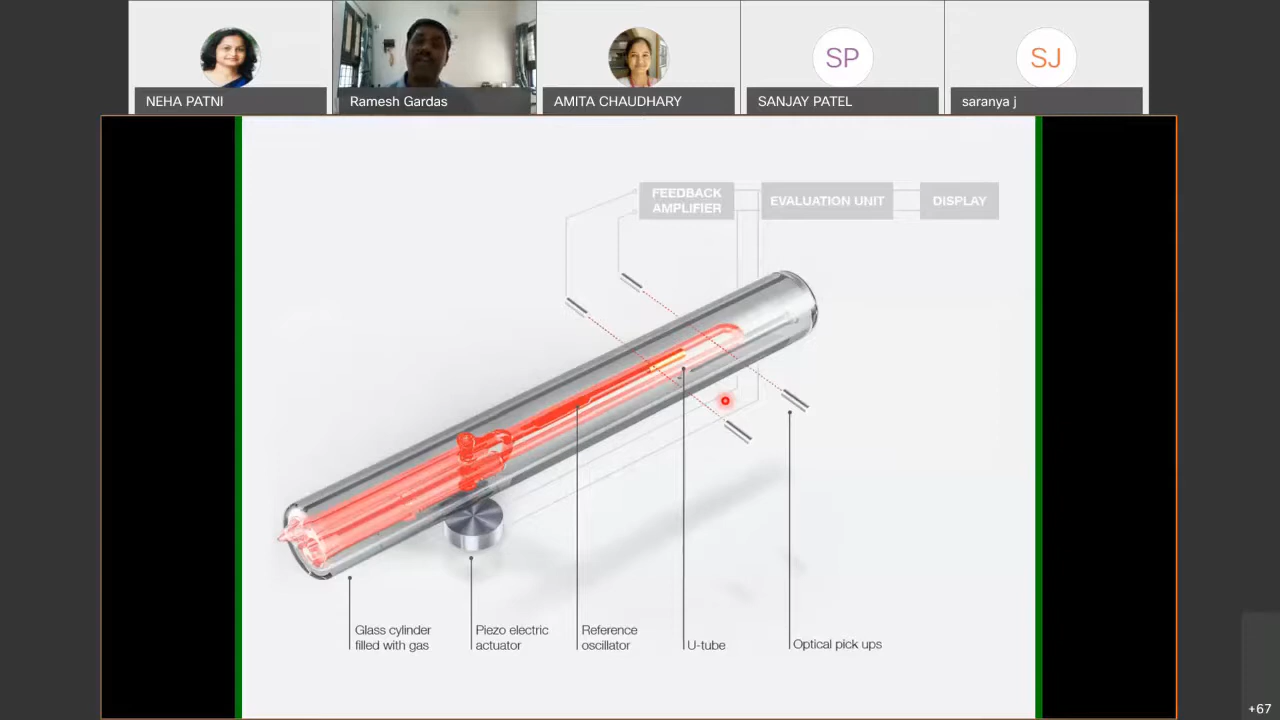 SP
SJ
NEHA PATNI
Ramesh Gardas
AMITA CHAUDHARY
SANJAY PATEL
saranya j
FEEDBACK
AMPLIFIER
EVALUATION UNIT
DISPLAY
Glass cylinder
filled with gas
Piezo electric
actuator
Reference
oscillator
U-tube
Optical pick ups
+67